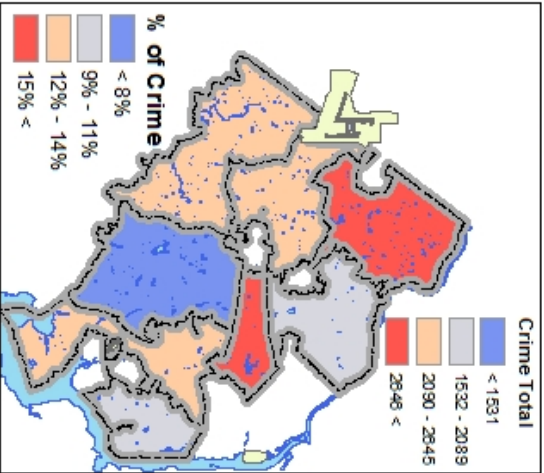 % of Crime
< 8%
9% - 11%
12% - 14%
15% <
Crime Total
< 1531
1532 - 2089
2090 - 2645
2646 <